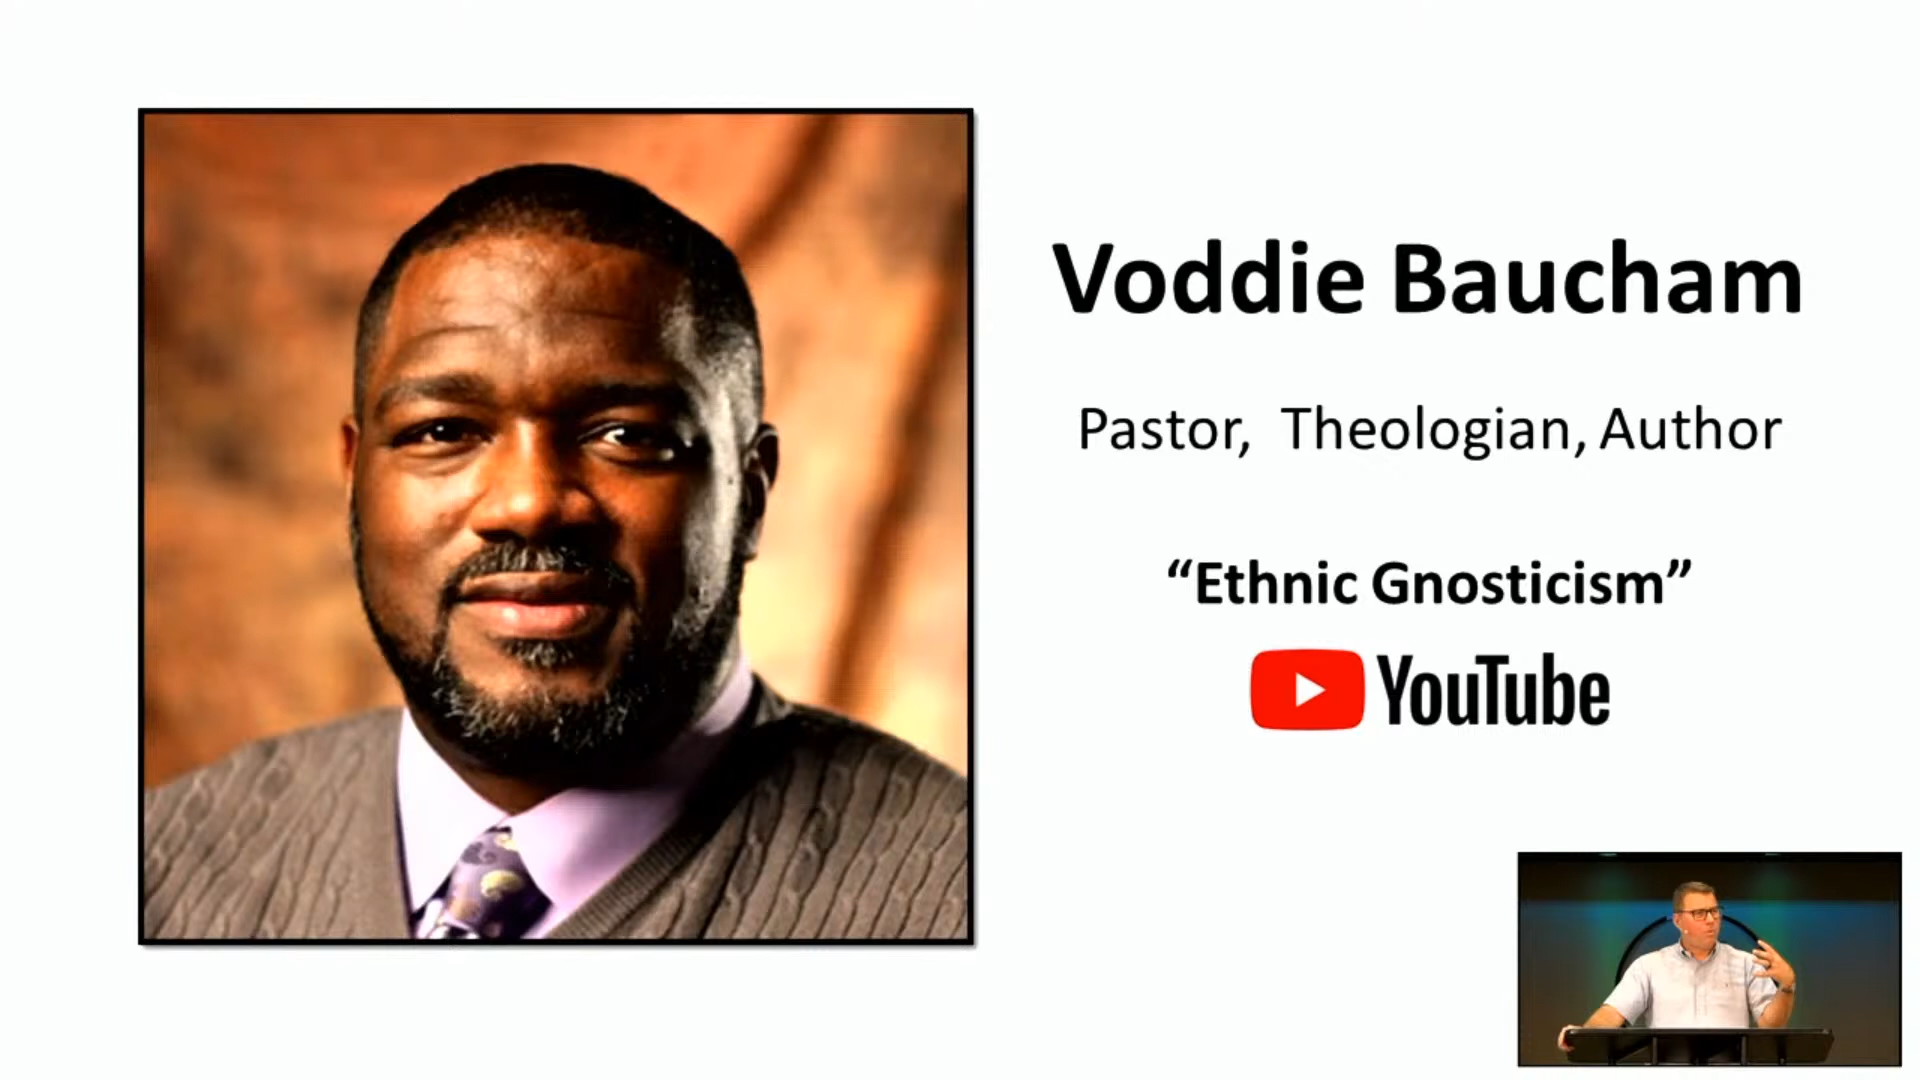 Voddie Baucham
Pastor, Theologian, Author
“Ethnic Gnosticism”
YouTube